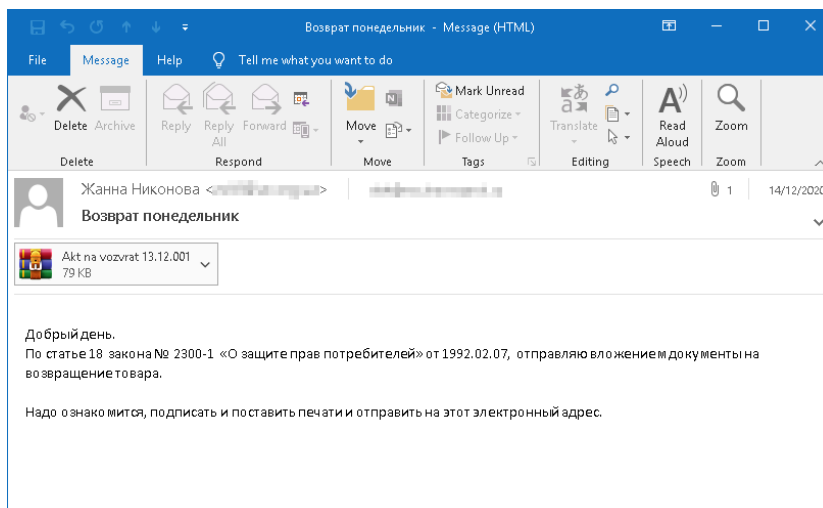 Возврат понедельник - Message (HTML)
File Message Help Tell me what you want to do
Delete Archive Reply Reply All Forward Move Mark Unread Categorize Follow Up Translate Read Aloud Zoom
Delete Respond Move Tags Editing Speech Zoom
Жанна Никонова < > 1 14/12/2020
Возврат понедельник
Akt na vozvrat 13.12.001
79 KB
Добрый день.
По статье 18 закона № 2300-1 «О защите прав потребителей» от 1992.02.07, отправляю вложением документы на
возвращение товара.
Надо ознакомится, подписать и поставить печати и отправить на этот электронный адрес.